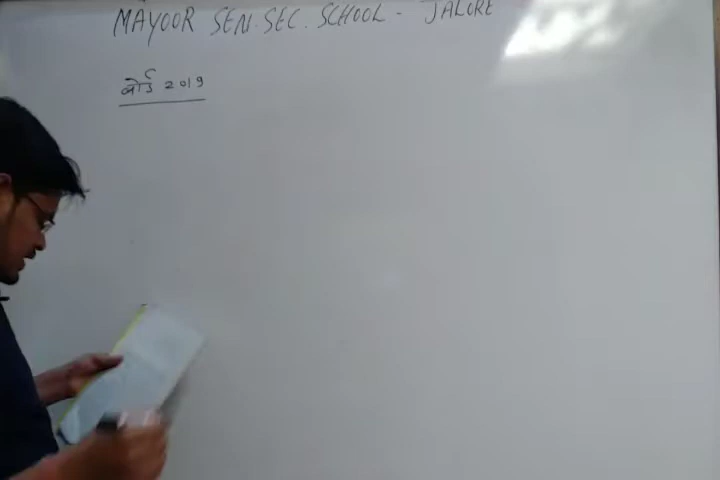 MAYOOR SEN. SEC. SCHOOL - JALORE
बोर्ड 2019